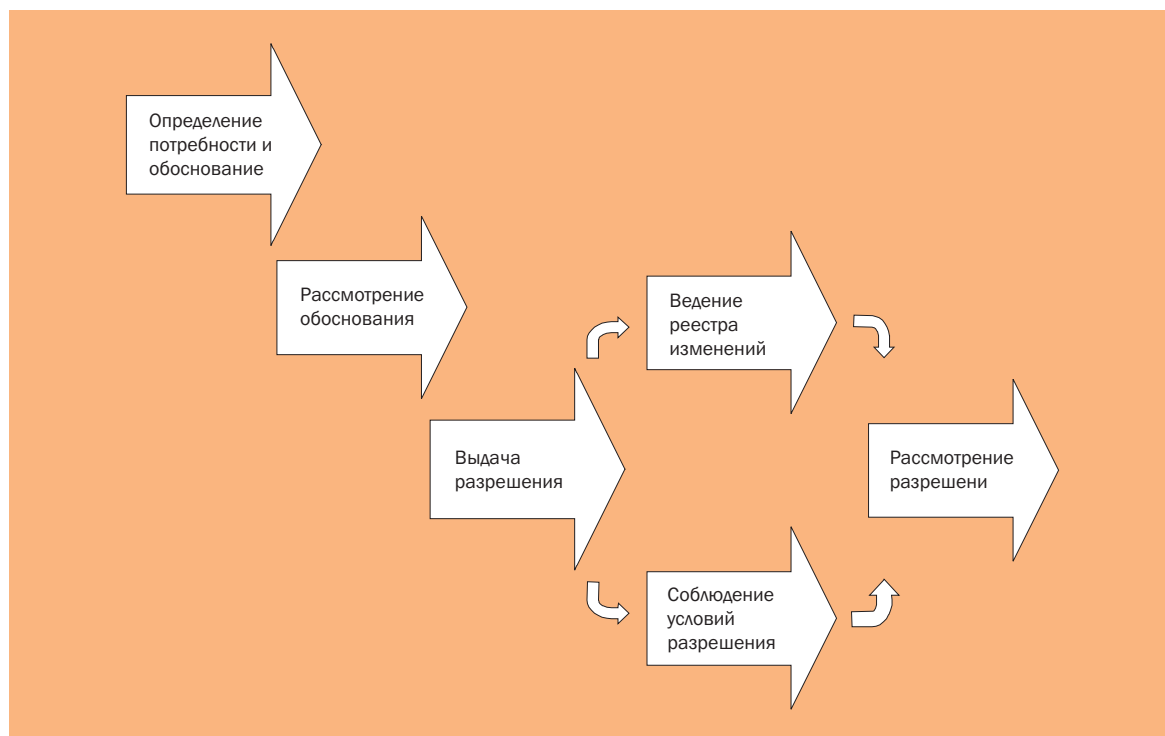 Определение
потребности и
обоснование
Рассмотрение
обоснования
Выдача
разрешения
Ведение
реестра
изменений
Соблюдение
условий
разрешения
Рассмотрение
разрешени